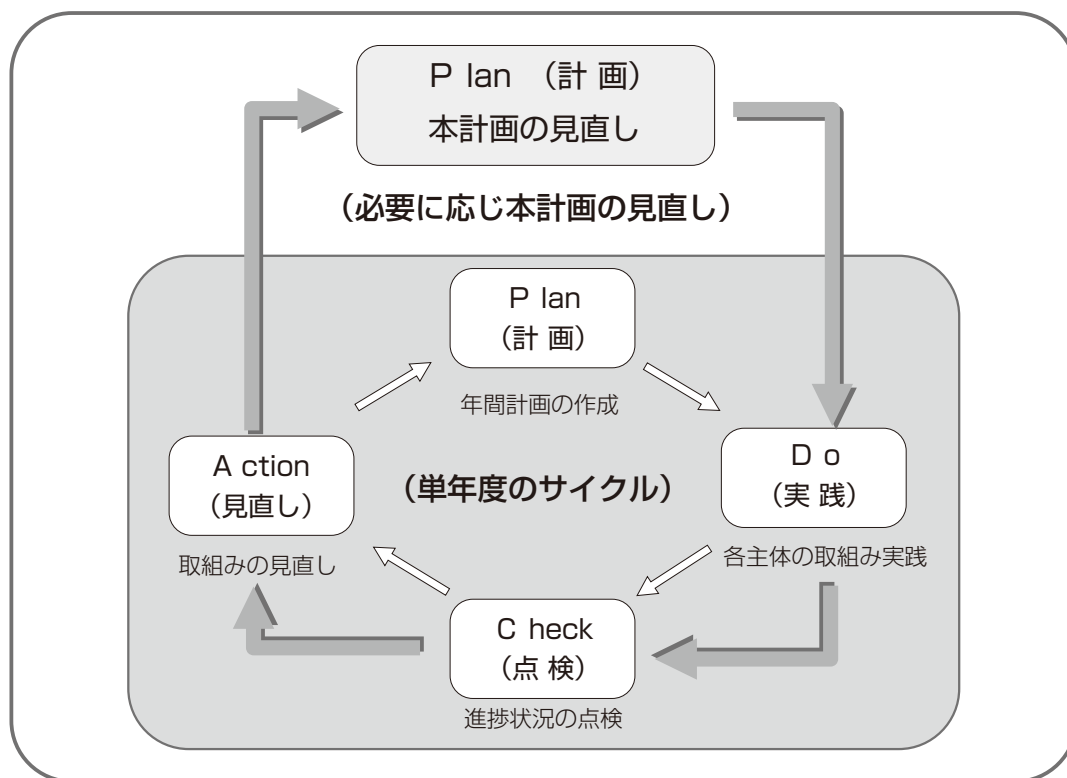 P lan （計 画）
本計画の見直し
（必要に応じ本計画の見直し）
P lan
（計 画）
年間計画の作成
A ction
（見直し）
取組みの見直し
（単年度のサイクル）
D o
（実 践）
各主体の取組み実践
C heck
（点 検）
進捗状況の点検